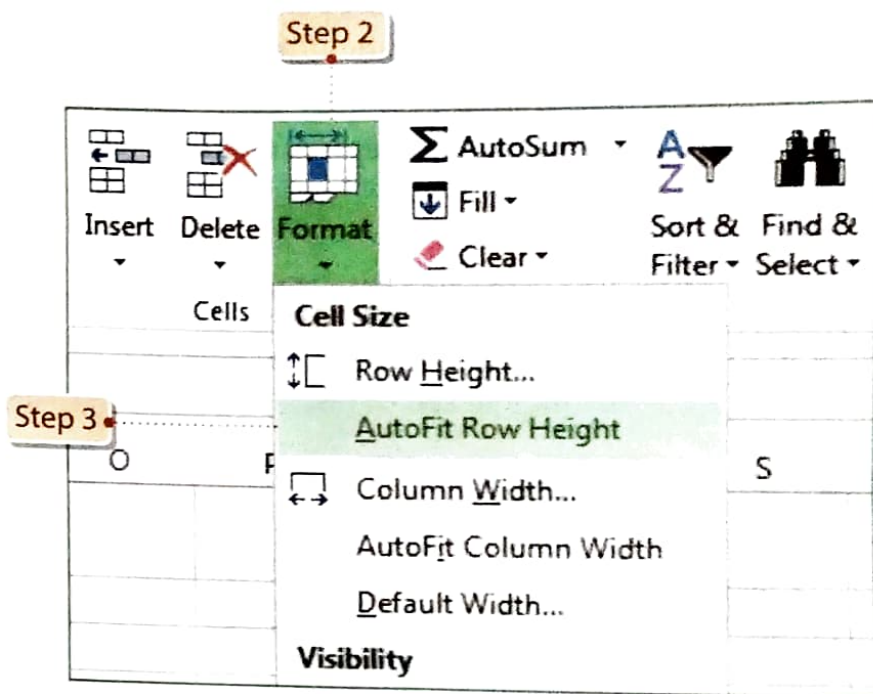 Step 2
Insert
Delete
Format
AutoSum
Fill
Clear
Sort &
Filter
Find &
Select
Cells
Cell Size
Row Height...
Step 3
AutoFit Row Height
O
S
Column Width...
AutoFit Column Width
Default Width...
Visibility